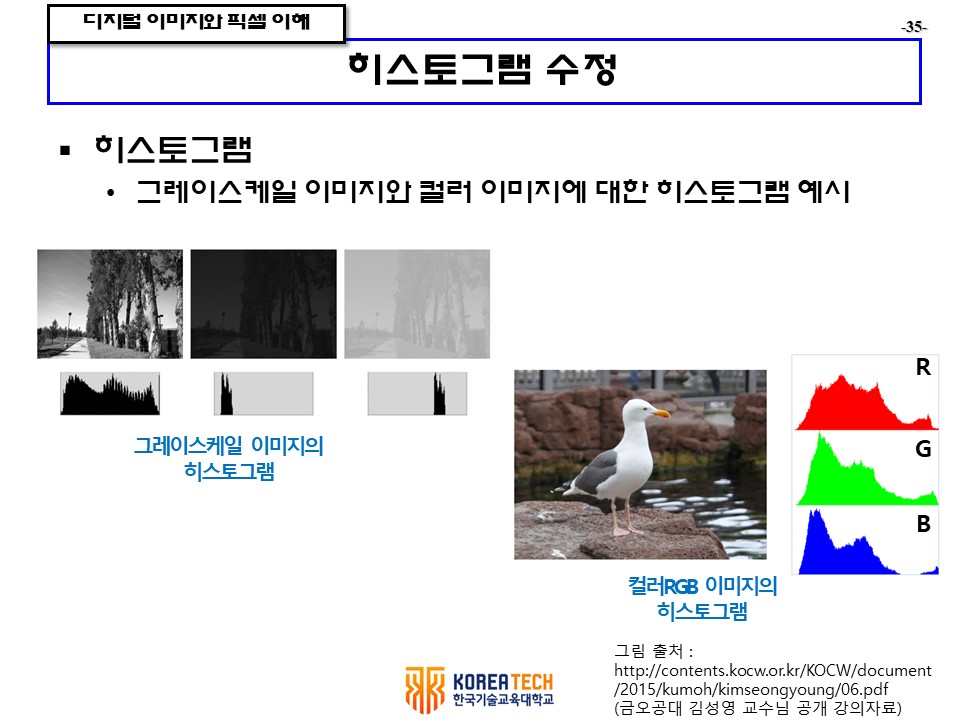 디지털 이미지와 픽셀 이해
-35-
히스토그램 수정
▪ 히스토그램
• 그레이스케일 이미지와 컬러 이미지에 대한 히스토그램 예시
그레이스케일 이미지의
히스토그램
R
G
B
컬러RGB 이미지의
히스토그램
그림 출처 :
http://contents.kocw.or.kr/KOCW/document
/2015/kumoh/kimseongyoung/06.pdf
(금오공대 김성영 교수님 공개 강의자료)
KOREATECH
한국기술교육대학교